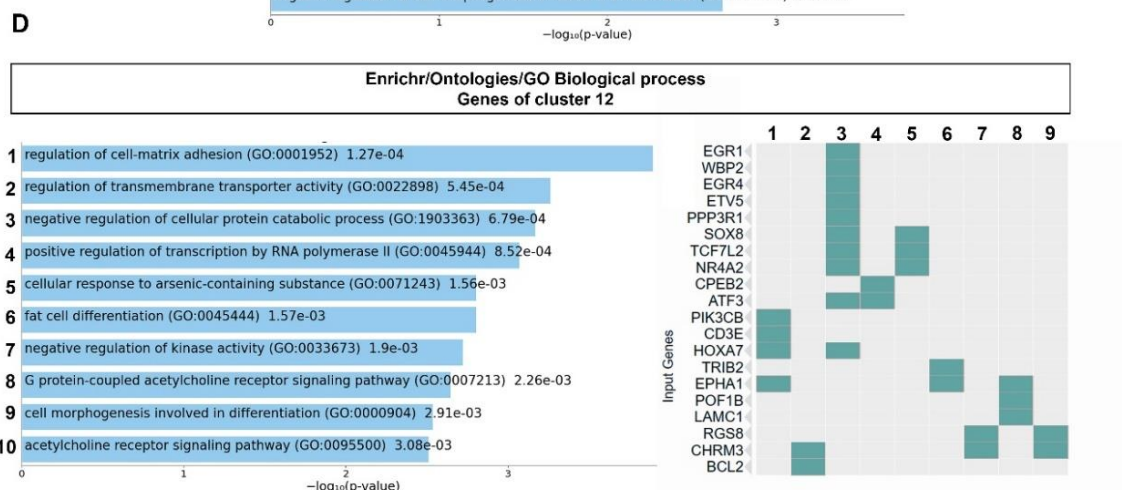 D
0 1 2 3
−log₁₀(p-value)
Enrichr/Ontologies/GO Biological process
Genes of cluster 12
1 regulation of cell-matrix adhesion (GO:0001952) 1.27e-04
2 regulation of transmembrane transporter activity (GO:0022898) 5.45e-04
3 negative regulation of cellular protein catabolic process (GO:1903363) 6.79e-04
4 positive regulation of transcription by RNA polymerase II (GO:0045944) 8.52e-04
5 cellular response to arsenic-containing substance (GO:0071243) 1.56e-03
6 fat cell differentiation (GO:0045444) 1.57e-03
7 negative regulation of kinase activity (GO:0033673) 1.9e-03
8 G protein-coupled acetylcholine receptor signaling pathway (GO:0007213) 2.26e-03
9 cell morphogenesis involved in differentiation (GO:0000904) 2.91e-03
10 acetylcholine receptor signaling pathway (GO:0095500) 3.08e-03
0 1 2 3
−log₁₀(p-value)
1 2 3 4 5 6 7 8 9
Input Genes
EGR1
WBP2
EGR4
ETV5
PPP3R1
SOX8
TCF7L2
NR4A2
CPEB2
ATF3
PIK3CB
CD3E
HOXA7
TRIB2
EPHA1
POF1B
LAMC1
RGS8
CHRM3
BCL2